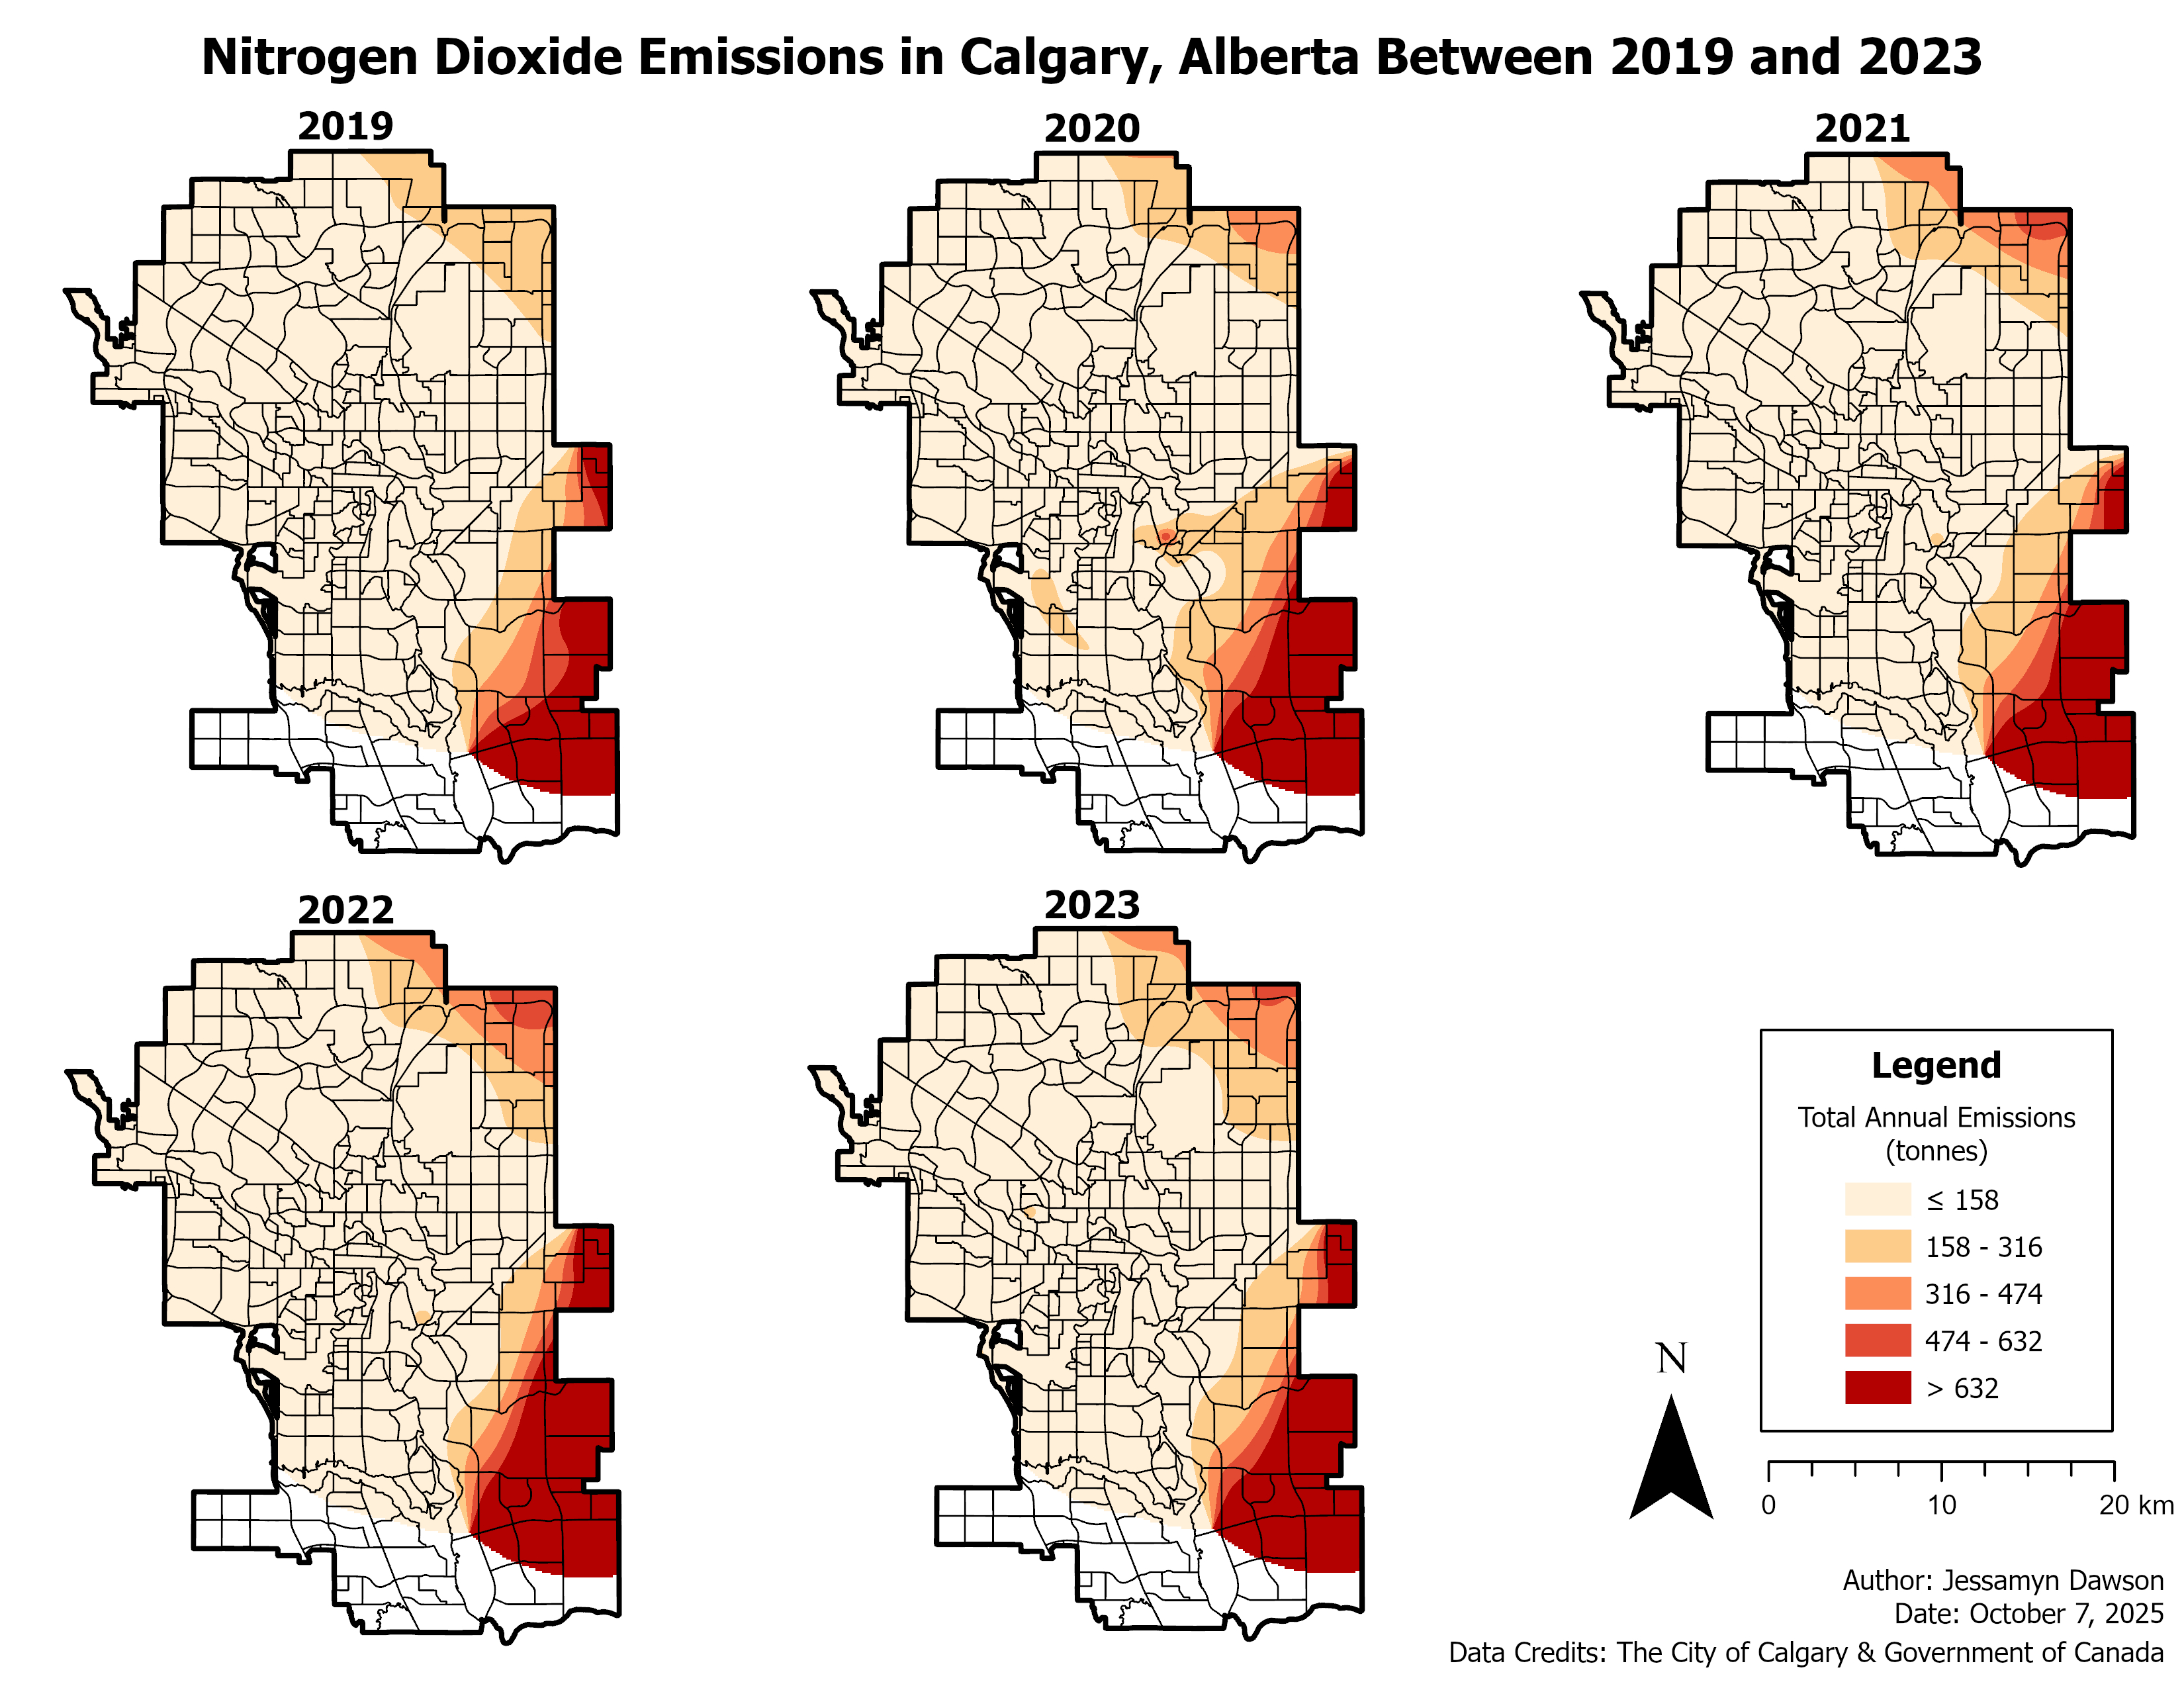 Nitrogen Dioxide Emissions in Calgary, Alberta Between 2019 and 2023
2019
2020
2021
2022
2023
Legend
Total Annual Emissions
(tonnes)
≤ 158
158 - 316
316 - 474
474 - 632
> 632
N
0 10 20 km
Author: Jessamyn Dawson
Date: October 7, 2025
Data Credits: The City of Calgary & Government of Canada